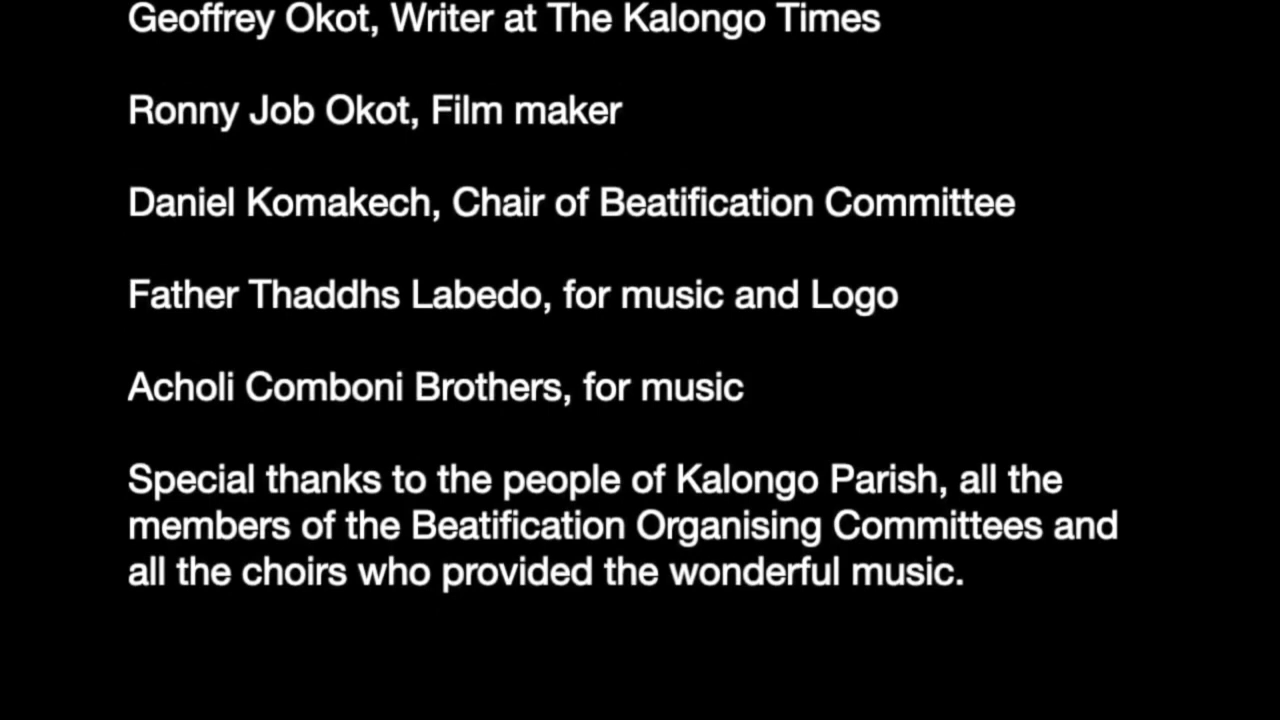 Geoffrey Okot, Writer at The Kalongo Times
Ronny Job Okot, Film maker
Daniel Komakech, Chair of Beatification Committee
Father Thaddhs Labedo, for music and Logo
Acholi Comboni Brothers, for music
Special thanks to the people of Kalongo Parish, all the
members of the Beatification Organising Committees and
all the choirs who provided the wonderful music.